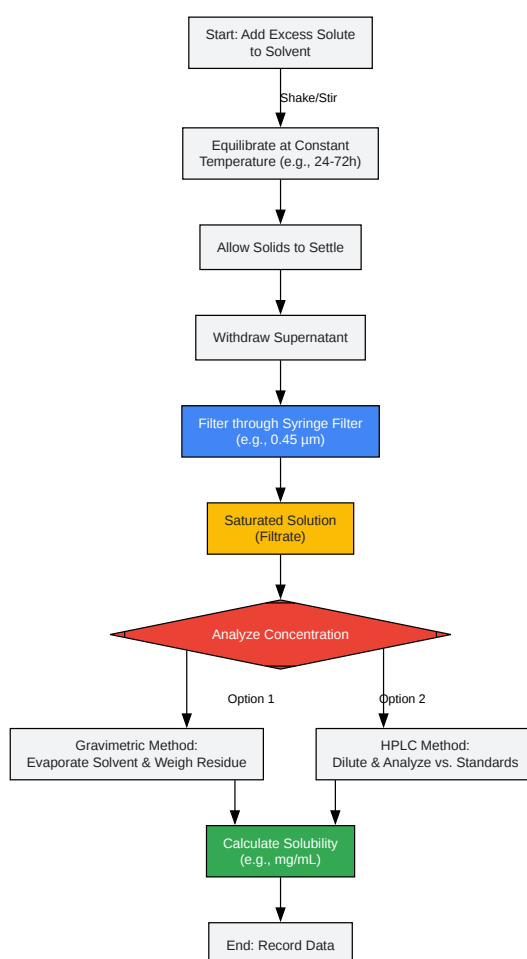 Start: Add Excess Solute
to Solvent
Shake/Stir
Equilibrate at Constant
Temperature (e.g., 24-72h)
Allow Solids to Settle
Withdraw Supernatant
Filter through Syringe Filter
(e.g., 0.45 µm)
Saturated Solution
(Filtrate)
Analyze Concentration
Option 1
Option 2
Gravimetric Method:
Evaporate Solvent & Weigh Residue
HPLC Method:
Dilute & Analyze vs. Standards
Calculate Solubility
(e.g., mg/mL)
End: Record Data